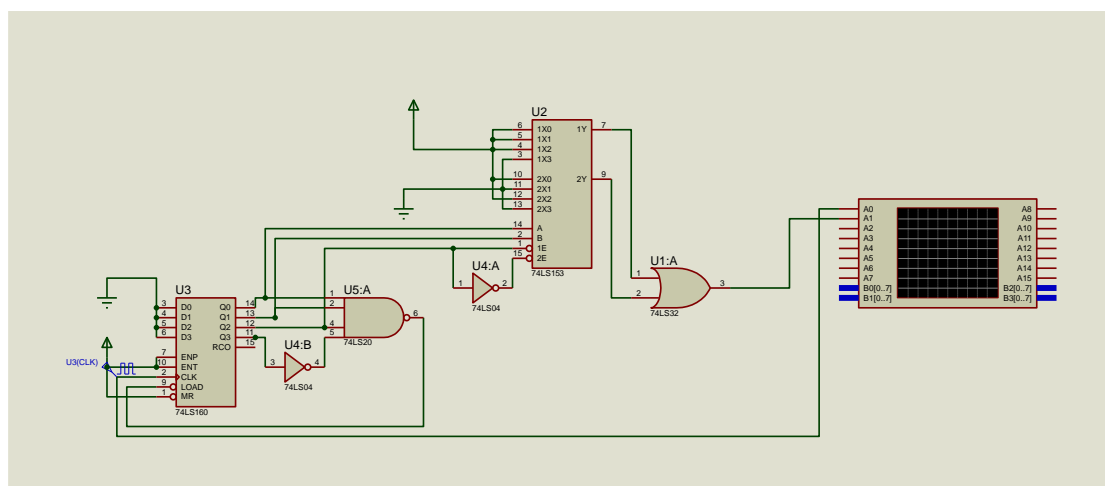 U2
6 1X0 1Y 7
5 1X1
4 1X2
3 1X3
10 2X0 2Y 9
11 2X1
12 2X2
13 2X3
14 A
2 B
1 1E
15 2E
74LS153
U4:A
1 2
74LS04
U1:A
1
2
3
74LS32
A0 A8
A1 A9
A2 A10
A3 A11
A4 A12
A5 A13
A6 A14
A7 A15
B0[0..7] B2[0..7]
B1[0..7] B3[0..7]
U3
3 D0 Q0 14
4 D1 Q1 13
5 D2 Q2 12
6 D3 Q3 11
RCO 15
7 ENP
10 ENT
2 CLK
9 LOAD
1 MR
74LS160
U3(CLK)
U5:A
1
2
4
5
6
74LS20
U4:B
3 4
74LS04